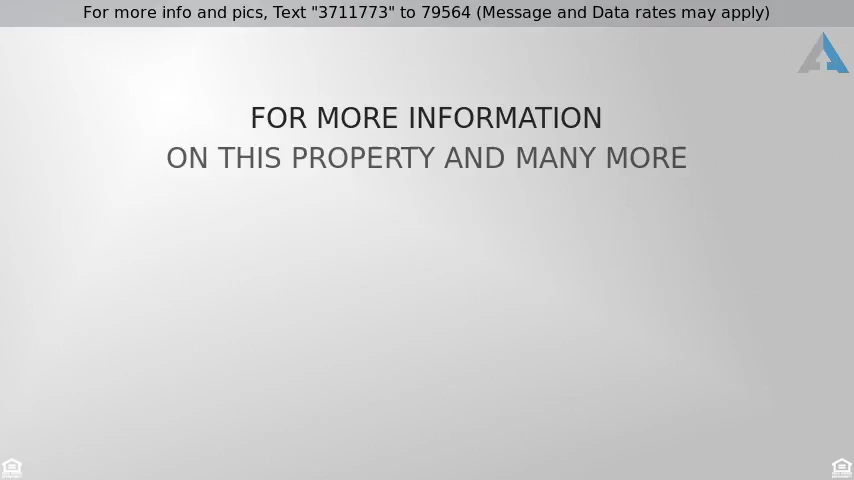 For more info and pics, Text "3711773" to 79564 (Message and Data rates may apply)
FOR MORE INFORMATION
ON THIS PROPERTY AND MANY MORE